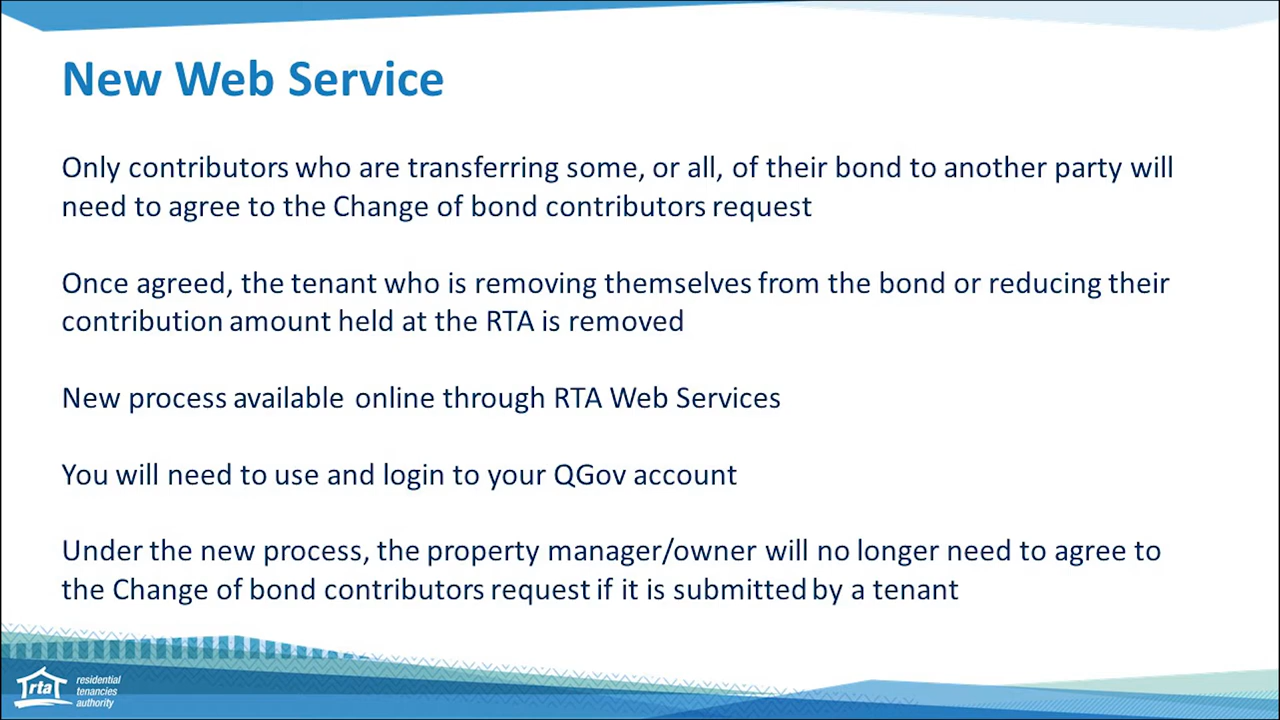 New Web Service
Only contributors who are transferring some, or all, of their bond to another party will
need to agree to the Change of bond contributors request
Once agreed, the tenant who is removing themselves from the bond or reducing their
contribution amount held at the RTA is removed
New process available online through RTA Web Services
You will need to use and login to your QGov account
Under the new process, the property manager/owner will no longer need to agree to
the Change of bond contributors request if it is submitted by a tenant
rta
residential
tenancies
authority